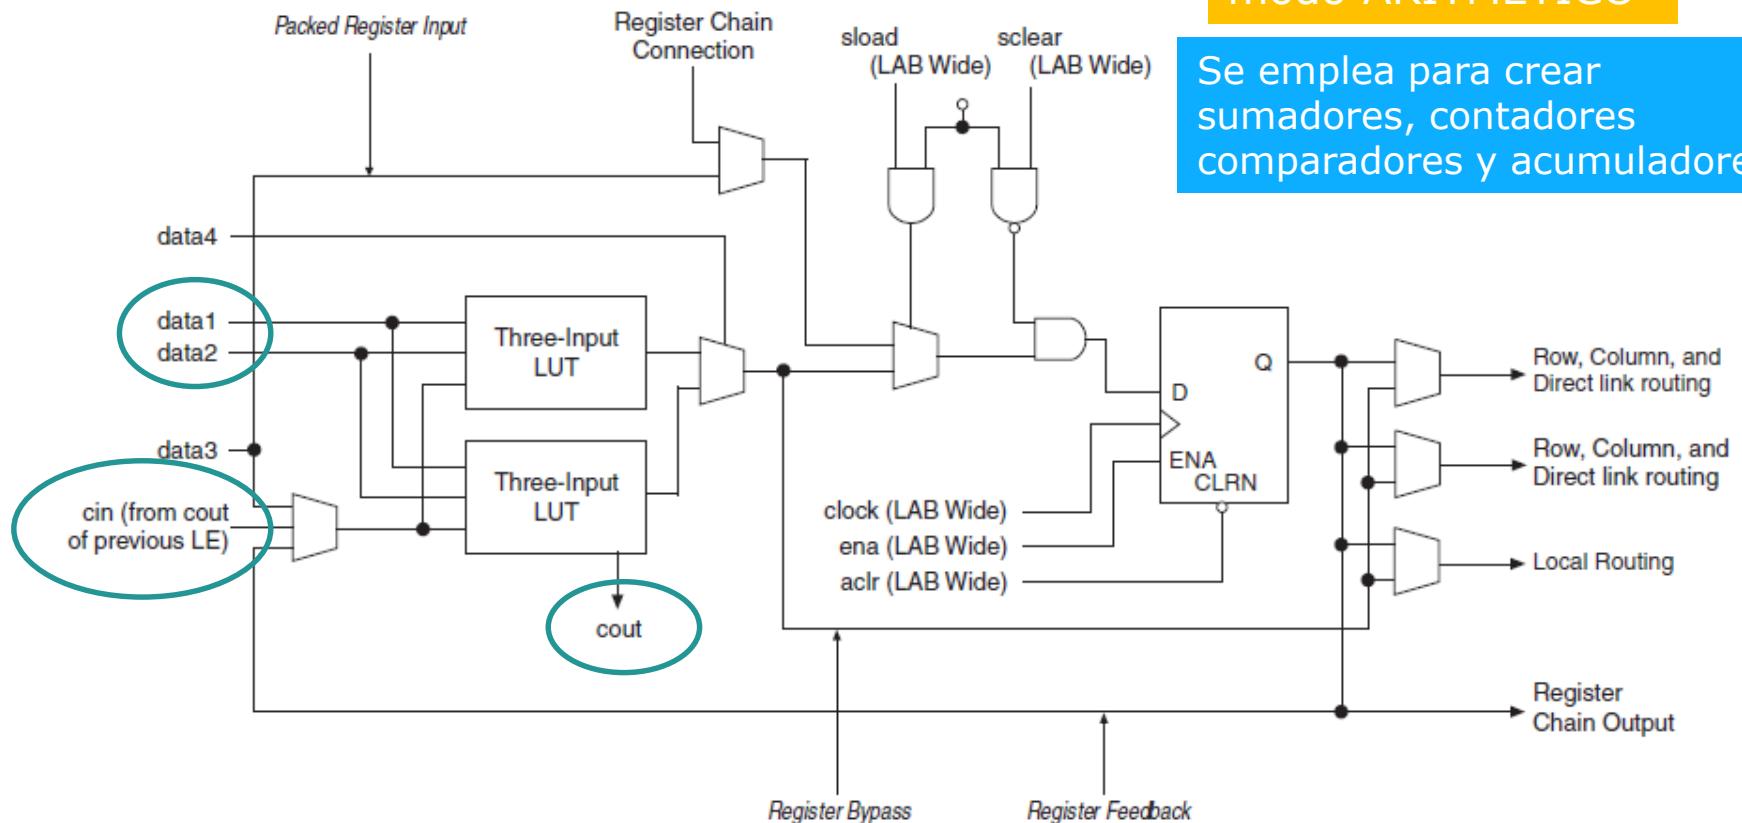 modo ARITMÉTICO
Se emplea para crear
sumadores, contadores
comparadores y acumuladore
Packed Register Input
Register Chain
Connection
sload
(LAB Wide)
sclear
(LAB Wide)
data4
data1
data2
data3
cin (from cout
of previous LE)
Three-Input
LUT
Three-Input
LUT
cout
clock (LAB Wide)
ena (LAB Wide)
aclr (LAB Wide)
D
Q
ENA
CLRN
Row, Column, and
Direct link routing
Row, Column, and
Direct link routing
Local Routing
Register
Chain Output
Register Bypass
Register Feedback